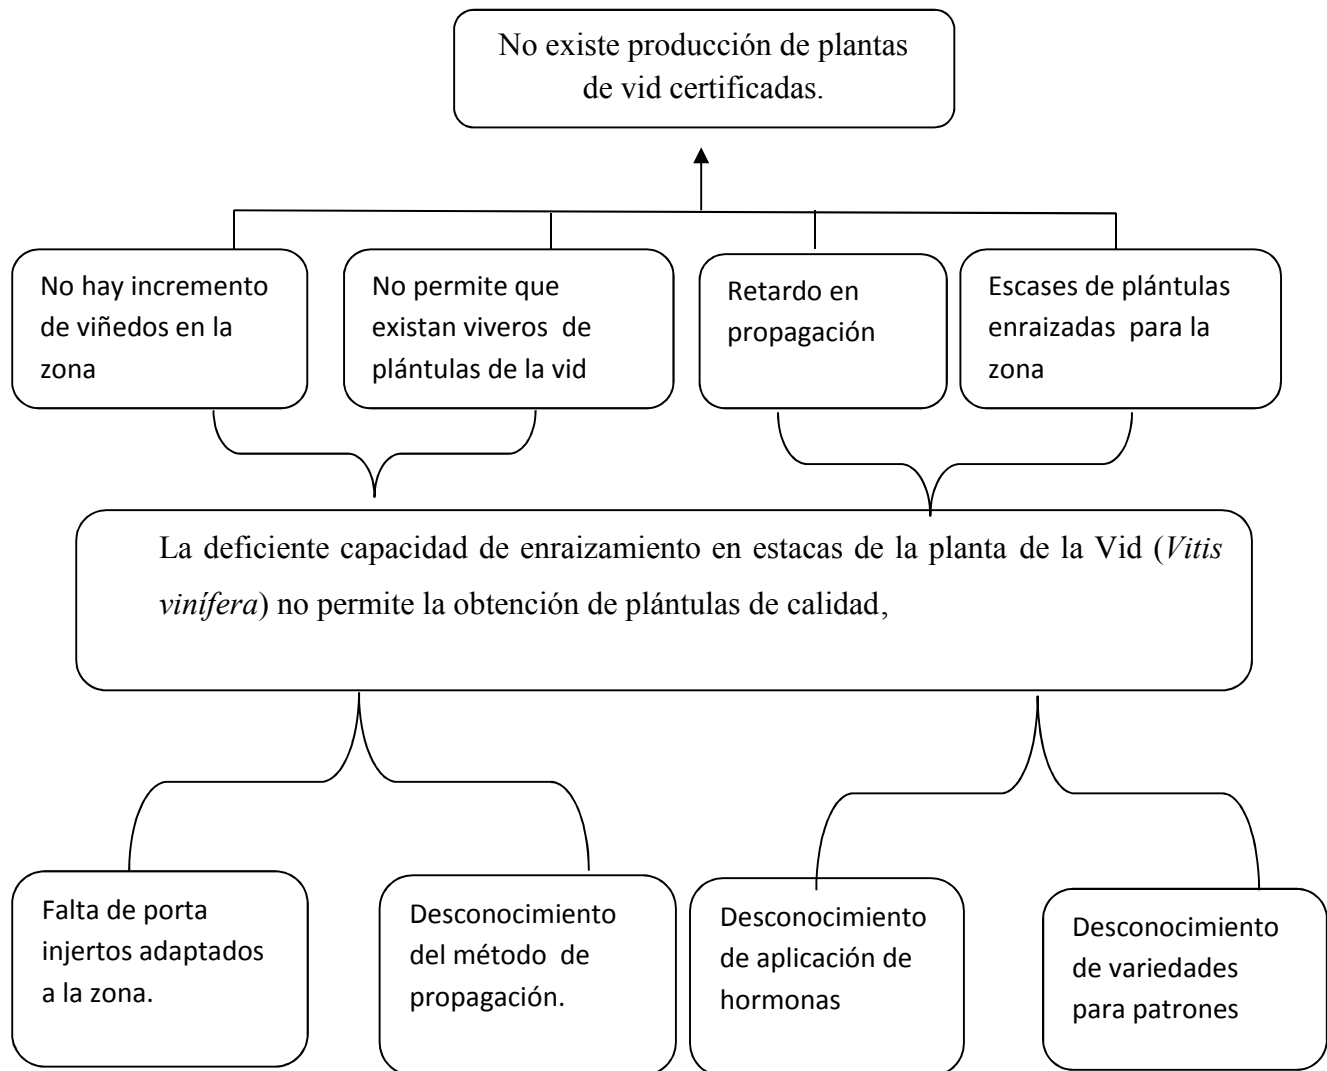 No existe producción de plantas
de vid certificadas.
No hay incremento
de viñedos en la
zona
No permite que
existan viveros de
plántulas de la vid
Retardo en
propagación
Escases de plántulas
enraizadas para la
zona
La deficiente capacidad de enraizamiento en estacas de la planta de la Vid (Vitis
vinífera) no permite la obtención de plántulas de calidad,
Falta de porta
injertos adaptados
a la zona.
Desconocimiento
del método de
propagación.
Desconocimiento
de aplicación de
hormonas
Desconocimiento
de variedades
para patrones